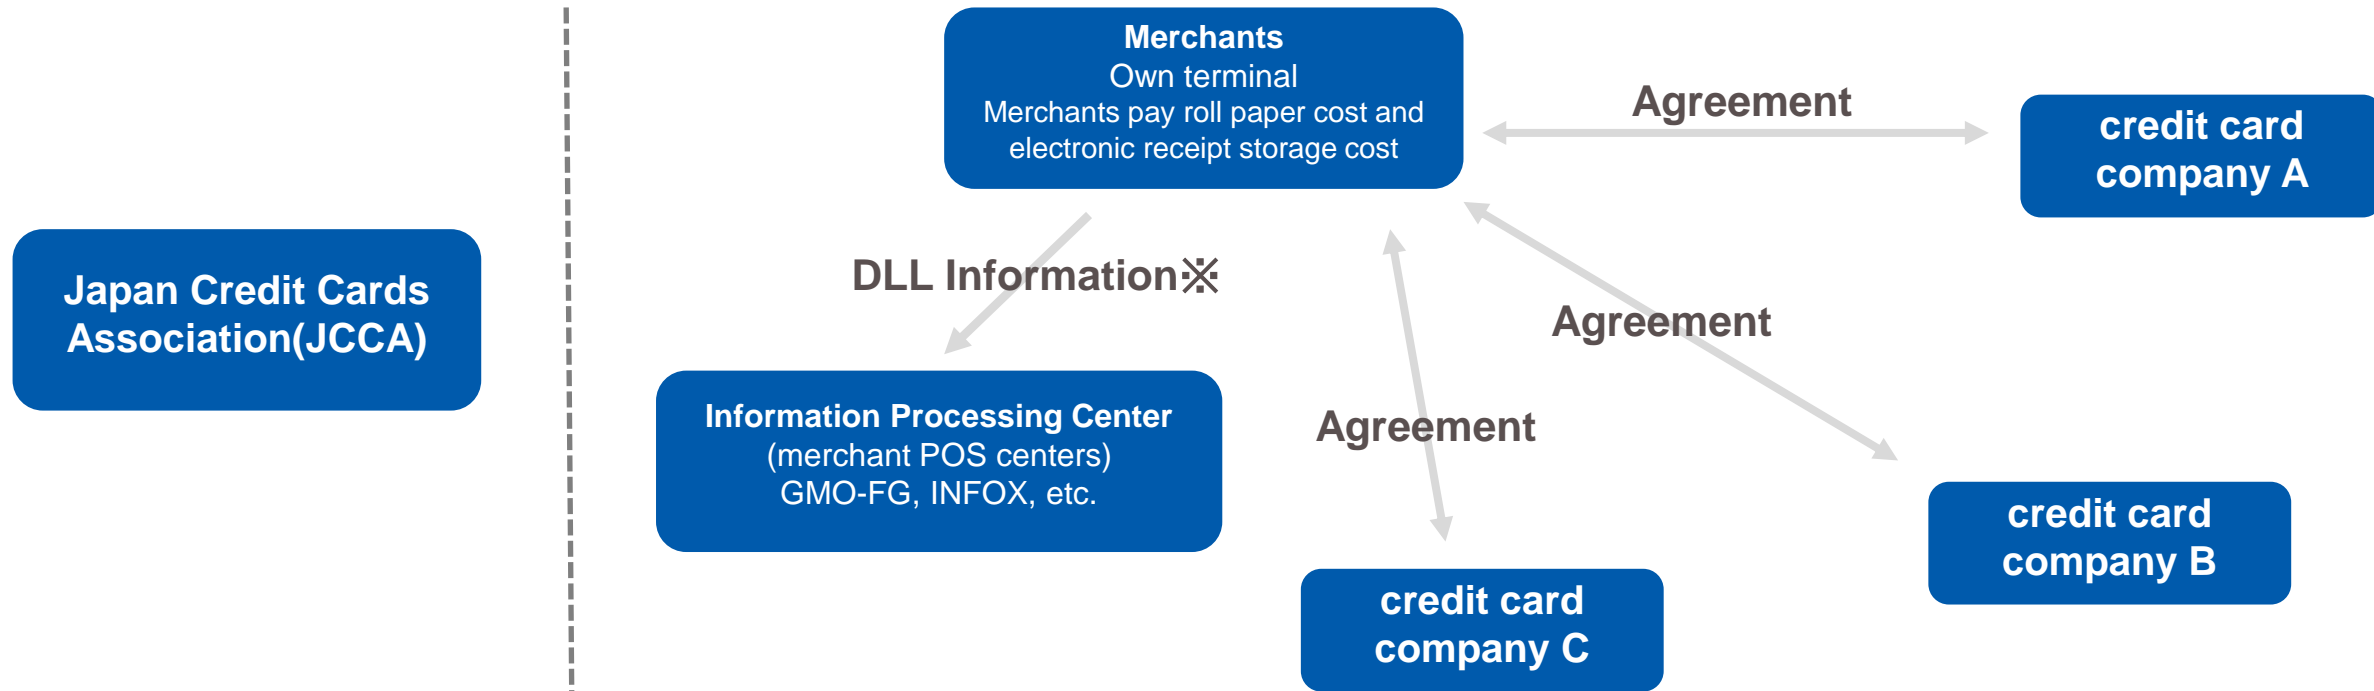 Merchants
Own terminal
Merchants pay roll paper cost and
electronic receipt storage cost
Agreement
credit card
company A
Japan Credit Cards
Association(JCCA)
DLL Information※
Agreement
Information Processing Center
(merchant POS centers)
GMO-FG, INFOX, etc.
Agreement
credit card
company B
credit card
company C